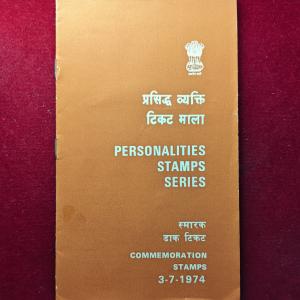 प्रसिद्ध व्यक्ति
टिकट माला
PERSONALITIES
STAMPS
SERIES
स्मारक
डाक टिकट
COMMEMORATION
STAMPS
3-7-1974